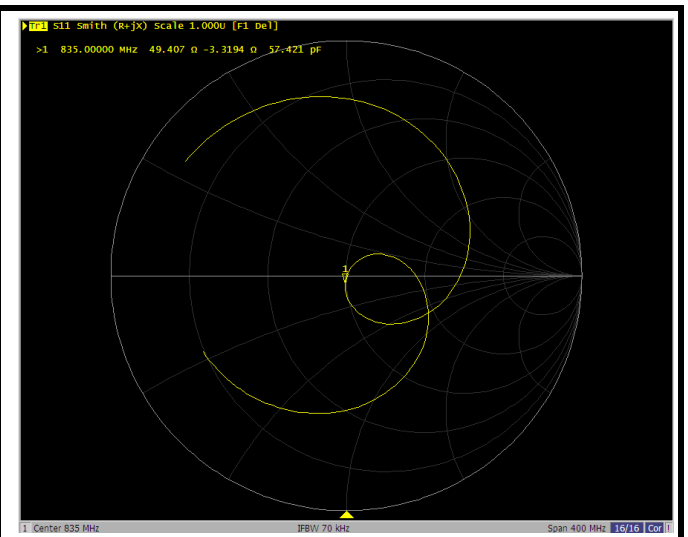 Tr1 S11 Smith (R+jX) Scale 1.000U [F1 Del]
>1 835.00000 MHz 49.407 Ω -3.3194 Ω 57.421 pF
1
1 Center 835 MHz IFBW 70 kHz Span 400 MHz 16/16 Cor !